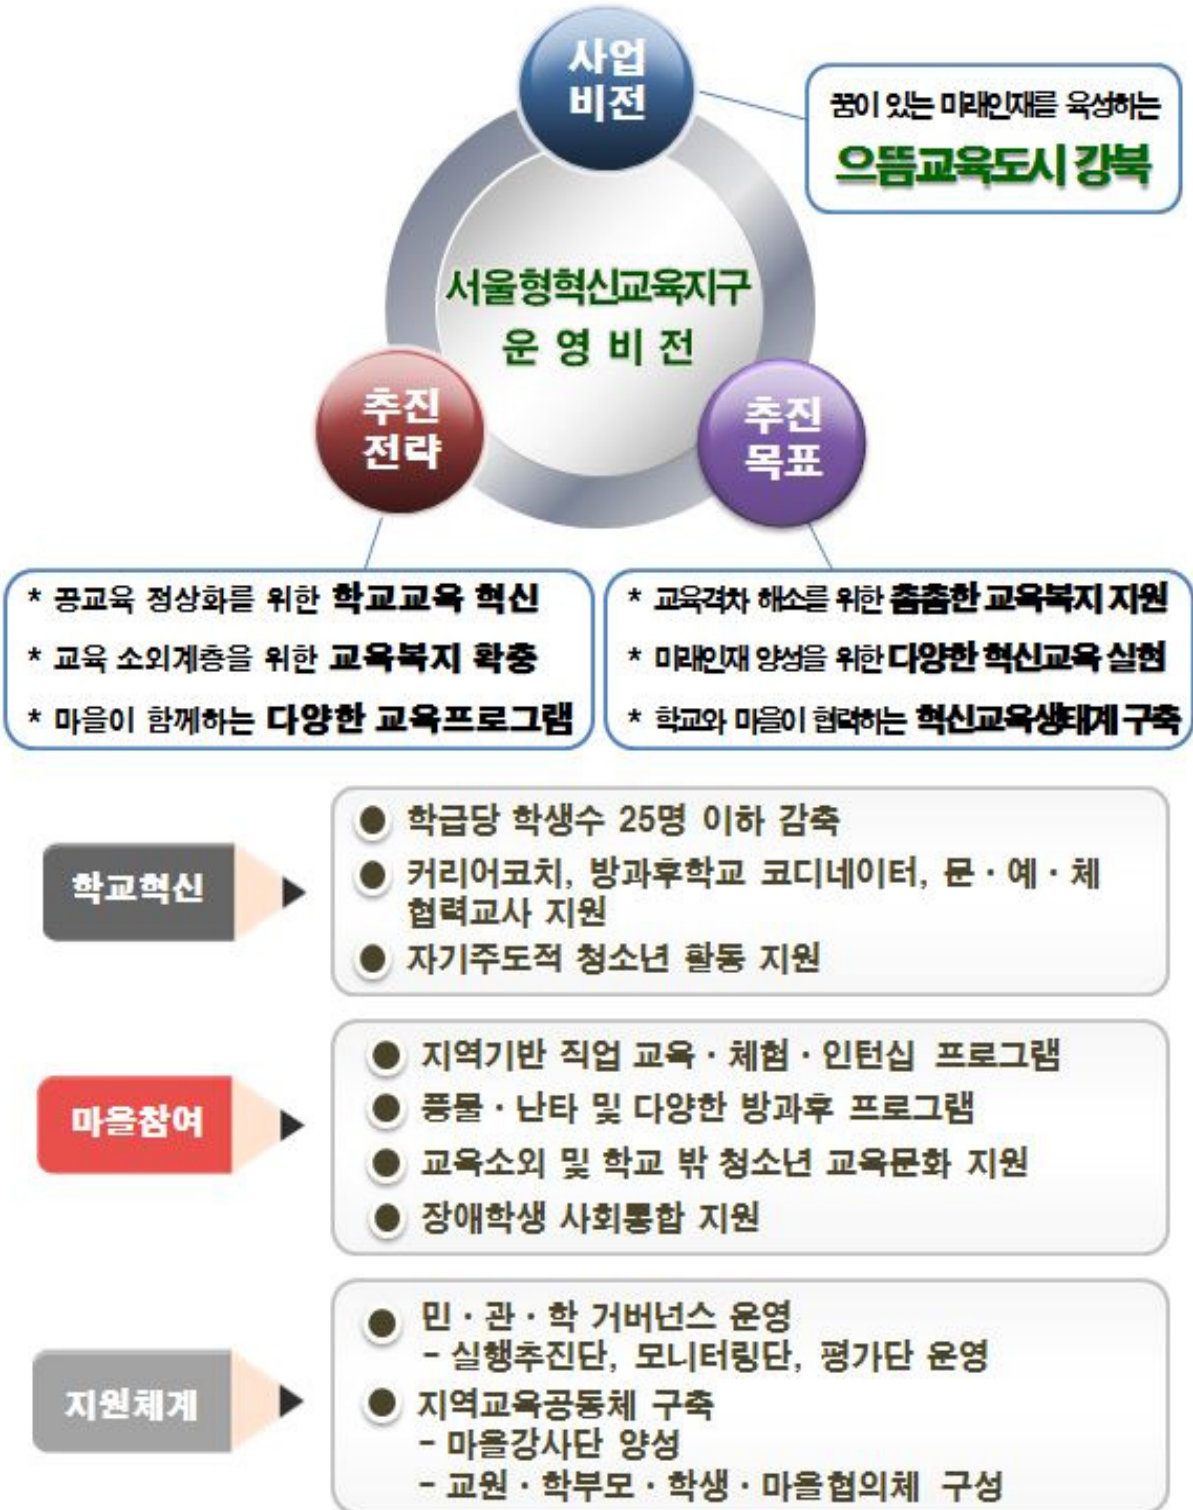 사업
비전
꿈이 있는 미래인재를 육성하는
으뜸교육도시 강북
서울형혁신교육지구
운 영 비 전
추진
전략
추진
목표
* 공교육 정상화를 위한 학교교육 혁신
* 교육 소외계층을 위한 교육복지 확충
* 마을이 함께하는 다양한 교육프로그램
* 교육격차 해소를 위한 촘촘한 교육복지 지원
* 미래인재 양성을 위한 다양한 혁신교육 실현
* 학교와 마을이 협력하는 혁신교육생태계 구축
학교혁신
● 학급당 학생수 25명 이하 감축
● 커리어코치, 방과후학교 코디네이터, 문·예·체
협력교사 지원
● 자기주도적 청소년 활동 지원
마을참여
● 지역기반 직업 교육·체험·인턴십 프로그램
● 풍물·난타 및 다양한 방과후 프로그램
● 교육소외 및 학교 밖 청소년 교육문화 지원
● 장애학생 사회통합 지원
지원체계
● 민·관·학 거버넌스 운영
- 실행추진단, 모니터링단, 평가단 운영
● 지역교육공동체 구축
- 마을강사단 양성
- 교원·학부모·학생·마을협의체 구성